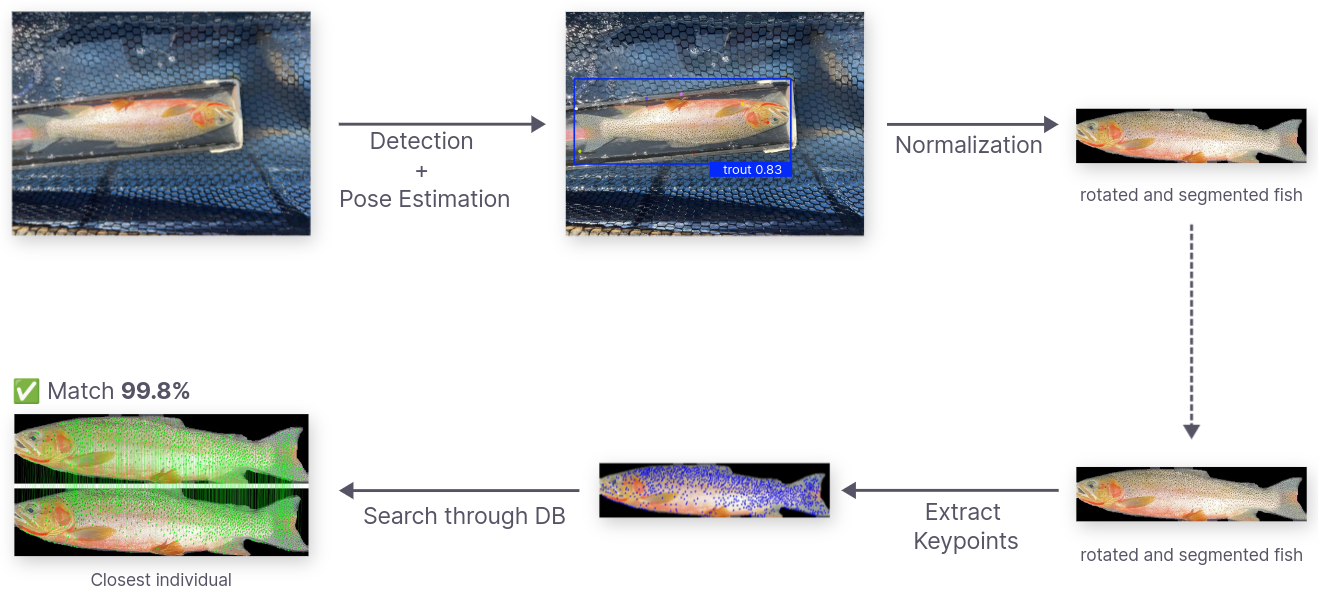 Detection
+
Pose Estimation
trout 0.83
Normalization
rotated and segmented fish
✅ Match 99.8%
Closest individual
Search through DB
Extract
Keypoints
rotated and segmented fish